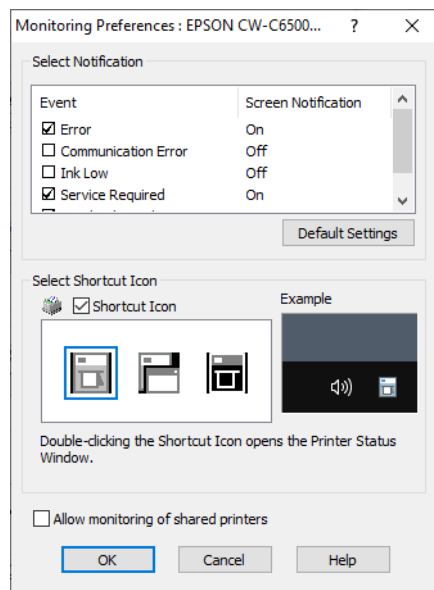 Monitoring Preferences : EPSON CW-C6500... ?
Select Notification
Event Screen Notification
Error On
Communication Error Off
Ink Low Off
Service Required On
Default Settings
Select Shortcut Icon
Shortcut Icon
Example
Double-clicking the Shortcut Icon opens the Printer Status
Window.
Allow monitoring of shared printers
OK Cancel Help